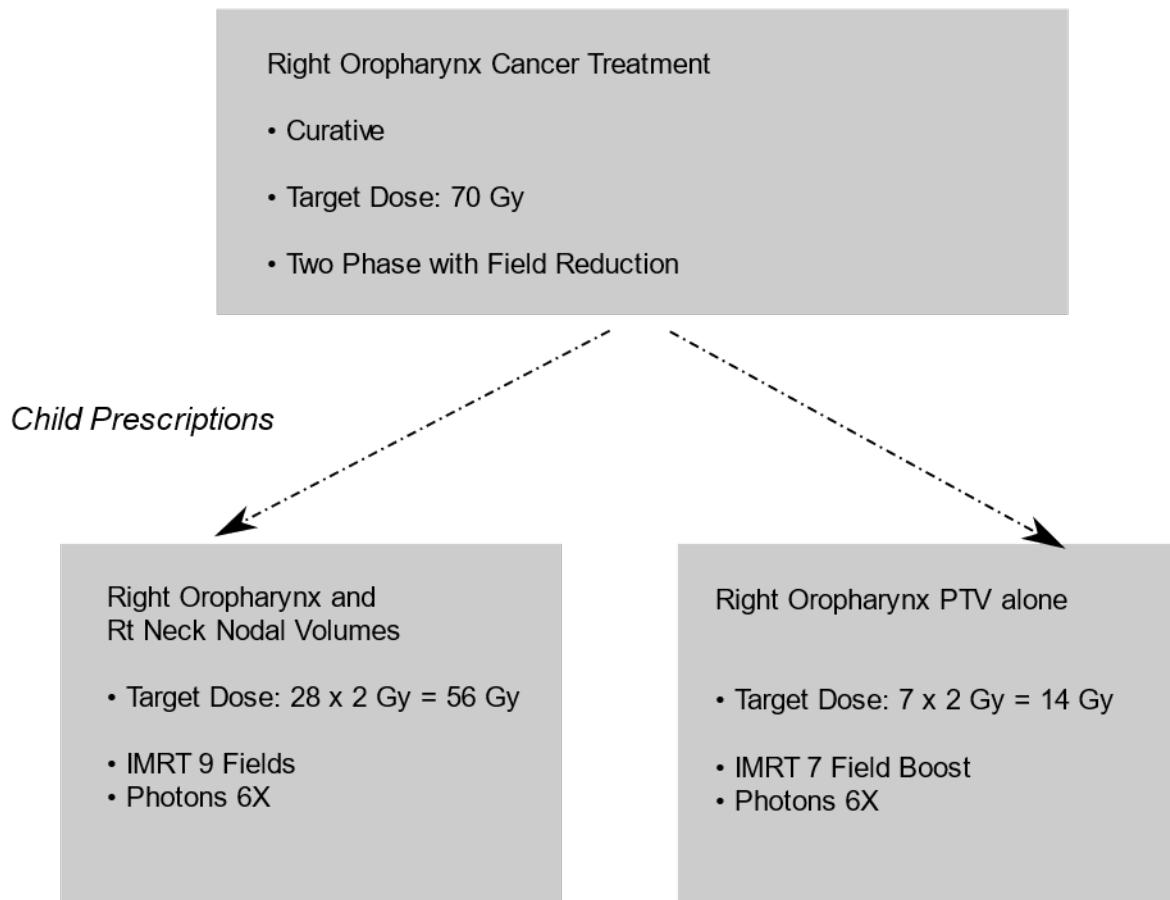 Right Oropharynx Cancer Treatment
• Curative
• Target Dose: 70 Gy
• Two Phase with Field Reduction
Child Prescriptions
Right Oropharynx and
Rt Neck Nodal Volumes
• Target Dose: 28 x 2 Gy = 56 Gy
• IMRT 9 Fields
• Photons 6X
Right Oropharynx PTV alone
• Target Dose: 7 x 2 Gy = 14 Gy
• IMRT 7 Field Boost
• Photons 6X